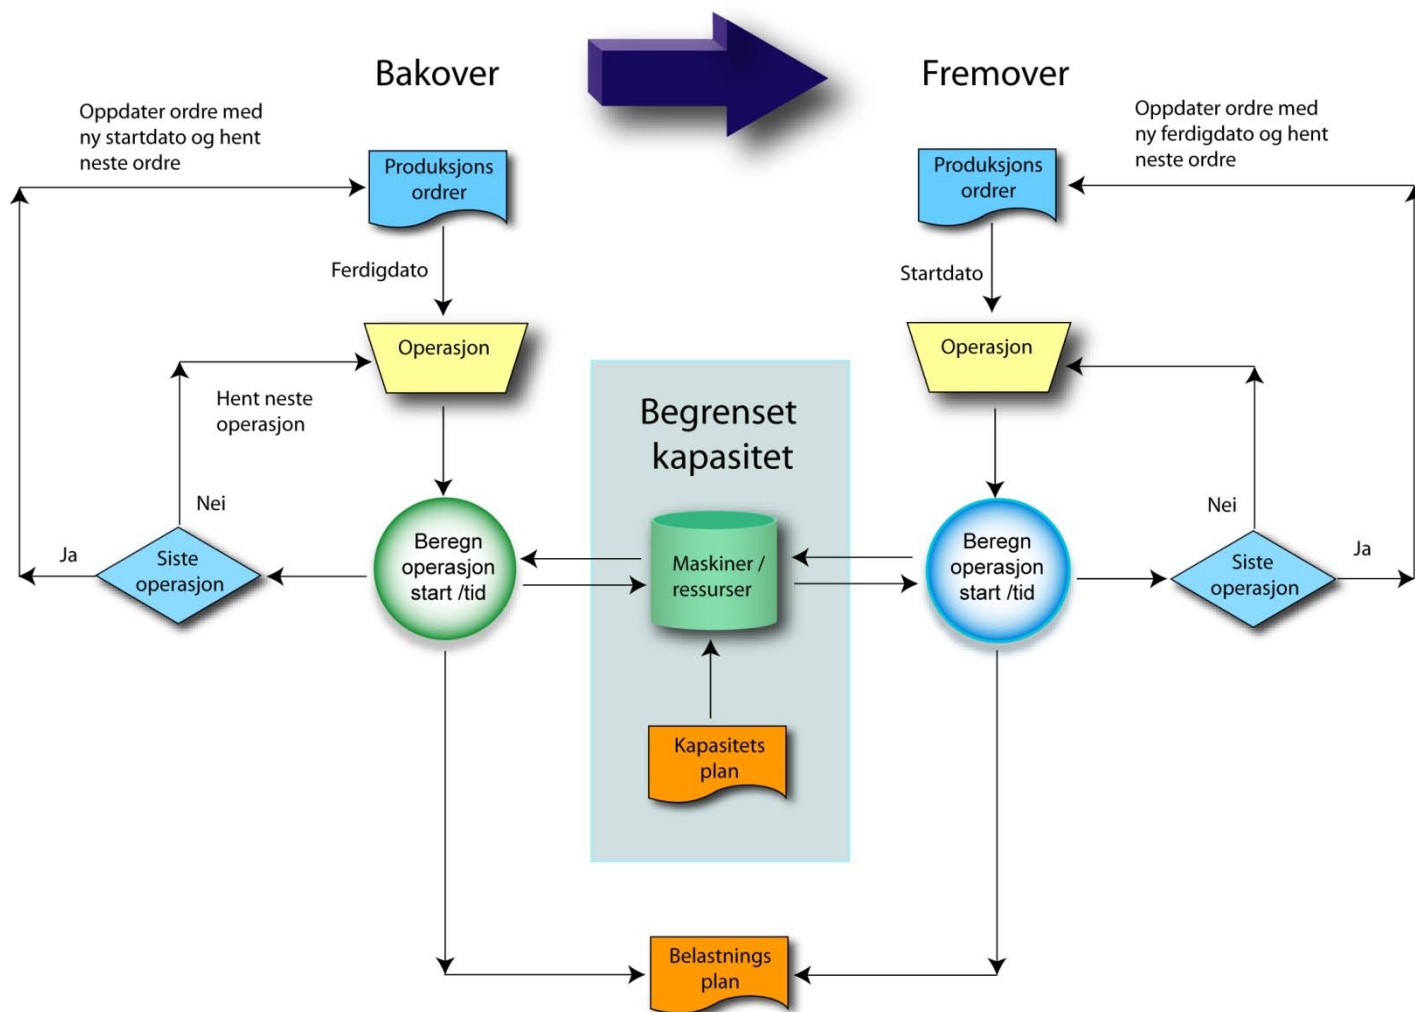 Bakover
Fremover
Oppdater ordre med
ny startdato og hent
neste ordre
Oppdater ordre med
ny ferdigdato og hent
neste ordre
Produksjons
ordrer
Produksjons
ordrer
Ferdigdato
Startdato
Operasjon
Operasjon
Hent neste
operasjon
Begrenset
kapasitet
Nei
Nei
Ja
Siste
operasjon
Beregn
operasjon
start /tid
Maskiner /
ressurser
Beregn
operasjon
start /tid
Siste
operasjon
Ja
Kapasitets
plan
Belastnings
plan